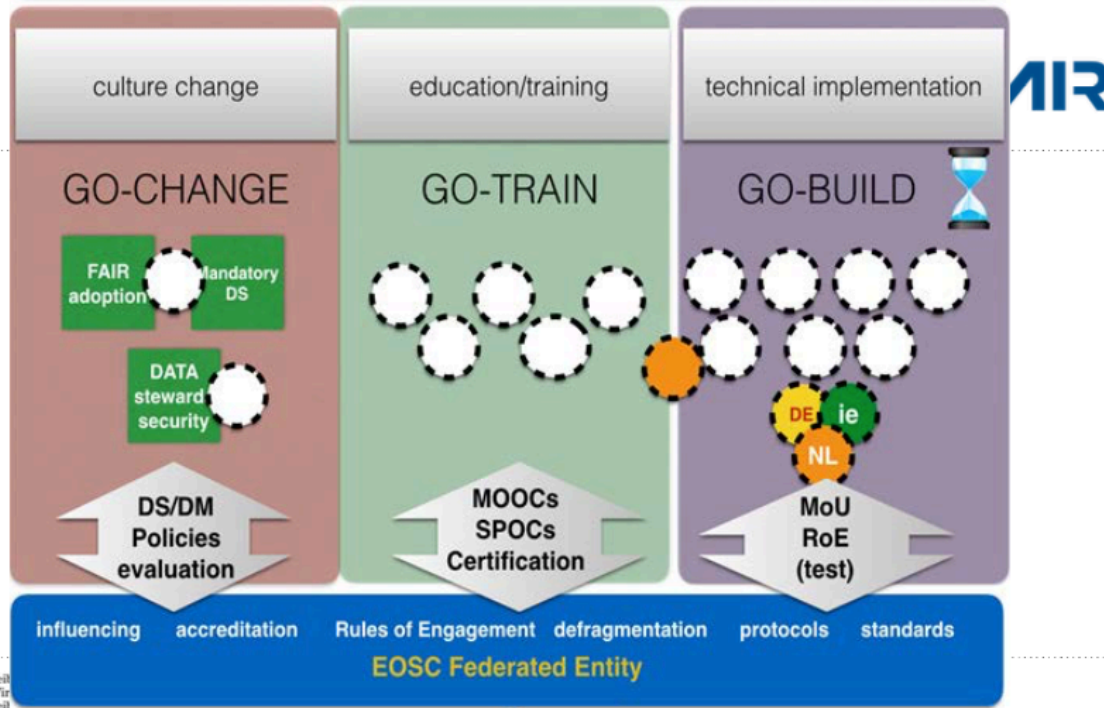 culture change
education/training
technical implementation
AIR
GO-CHANGE
GO-TRAIN
GO-BUILD
FAIR
adoption
Mandatory
DS
DATA
steward
security
DE
ie
NL
DS/DM
Policies
evaluation
MOOCs
SPOCs
Certification
MoU
RoE
(test)
influencing accreditation Rules of Engagement defragmentation protocols standards
EOSC Federated Entity